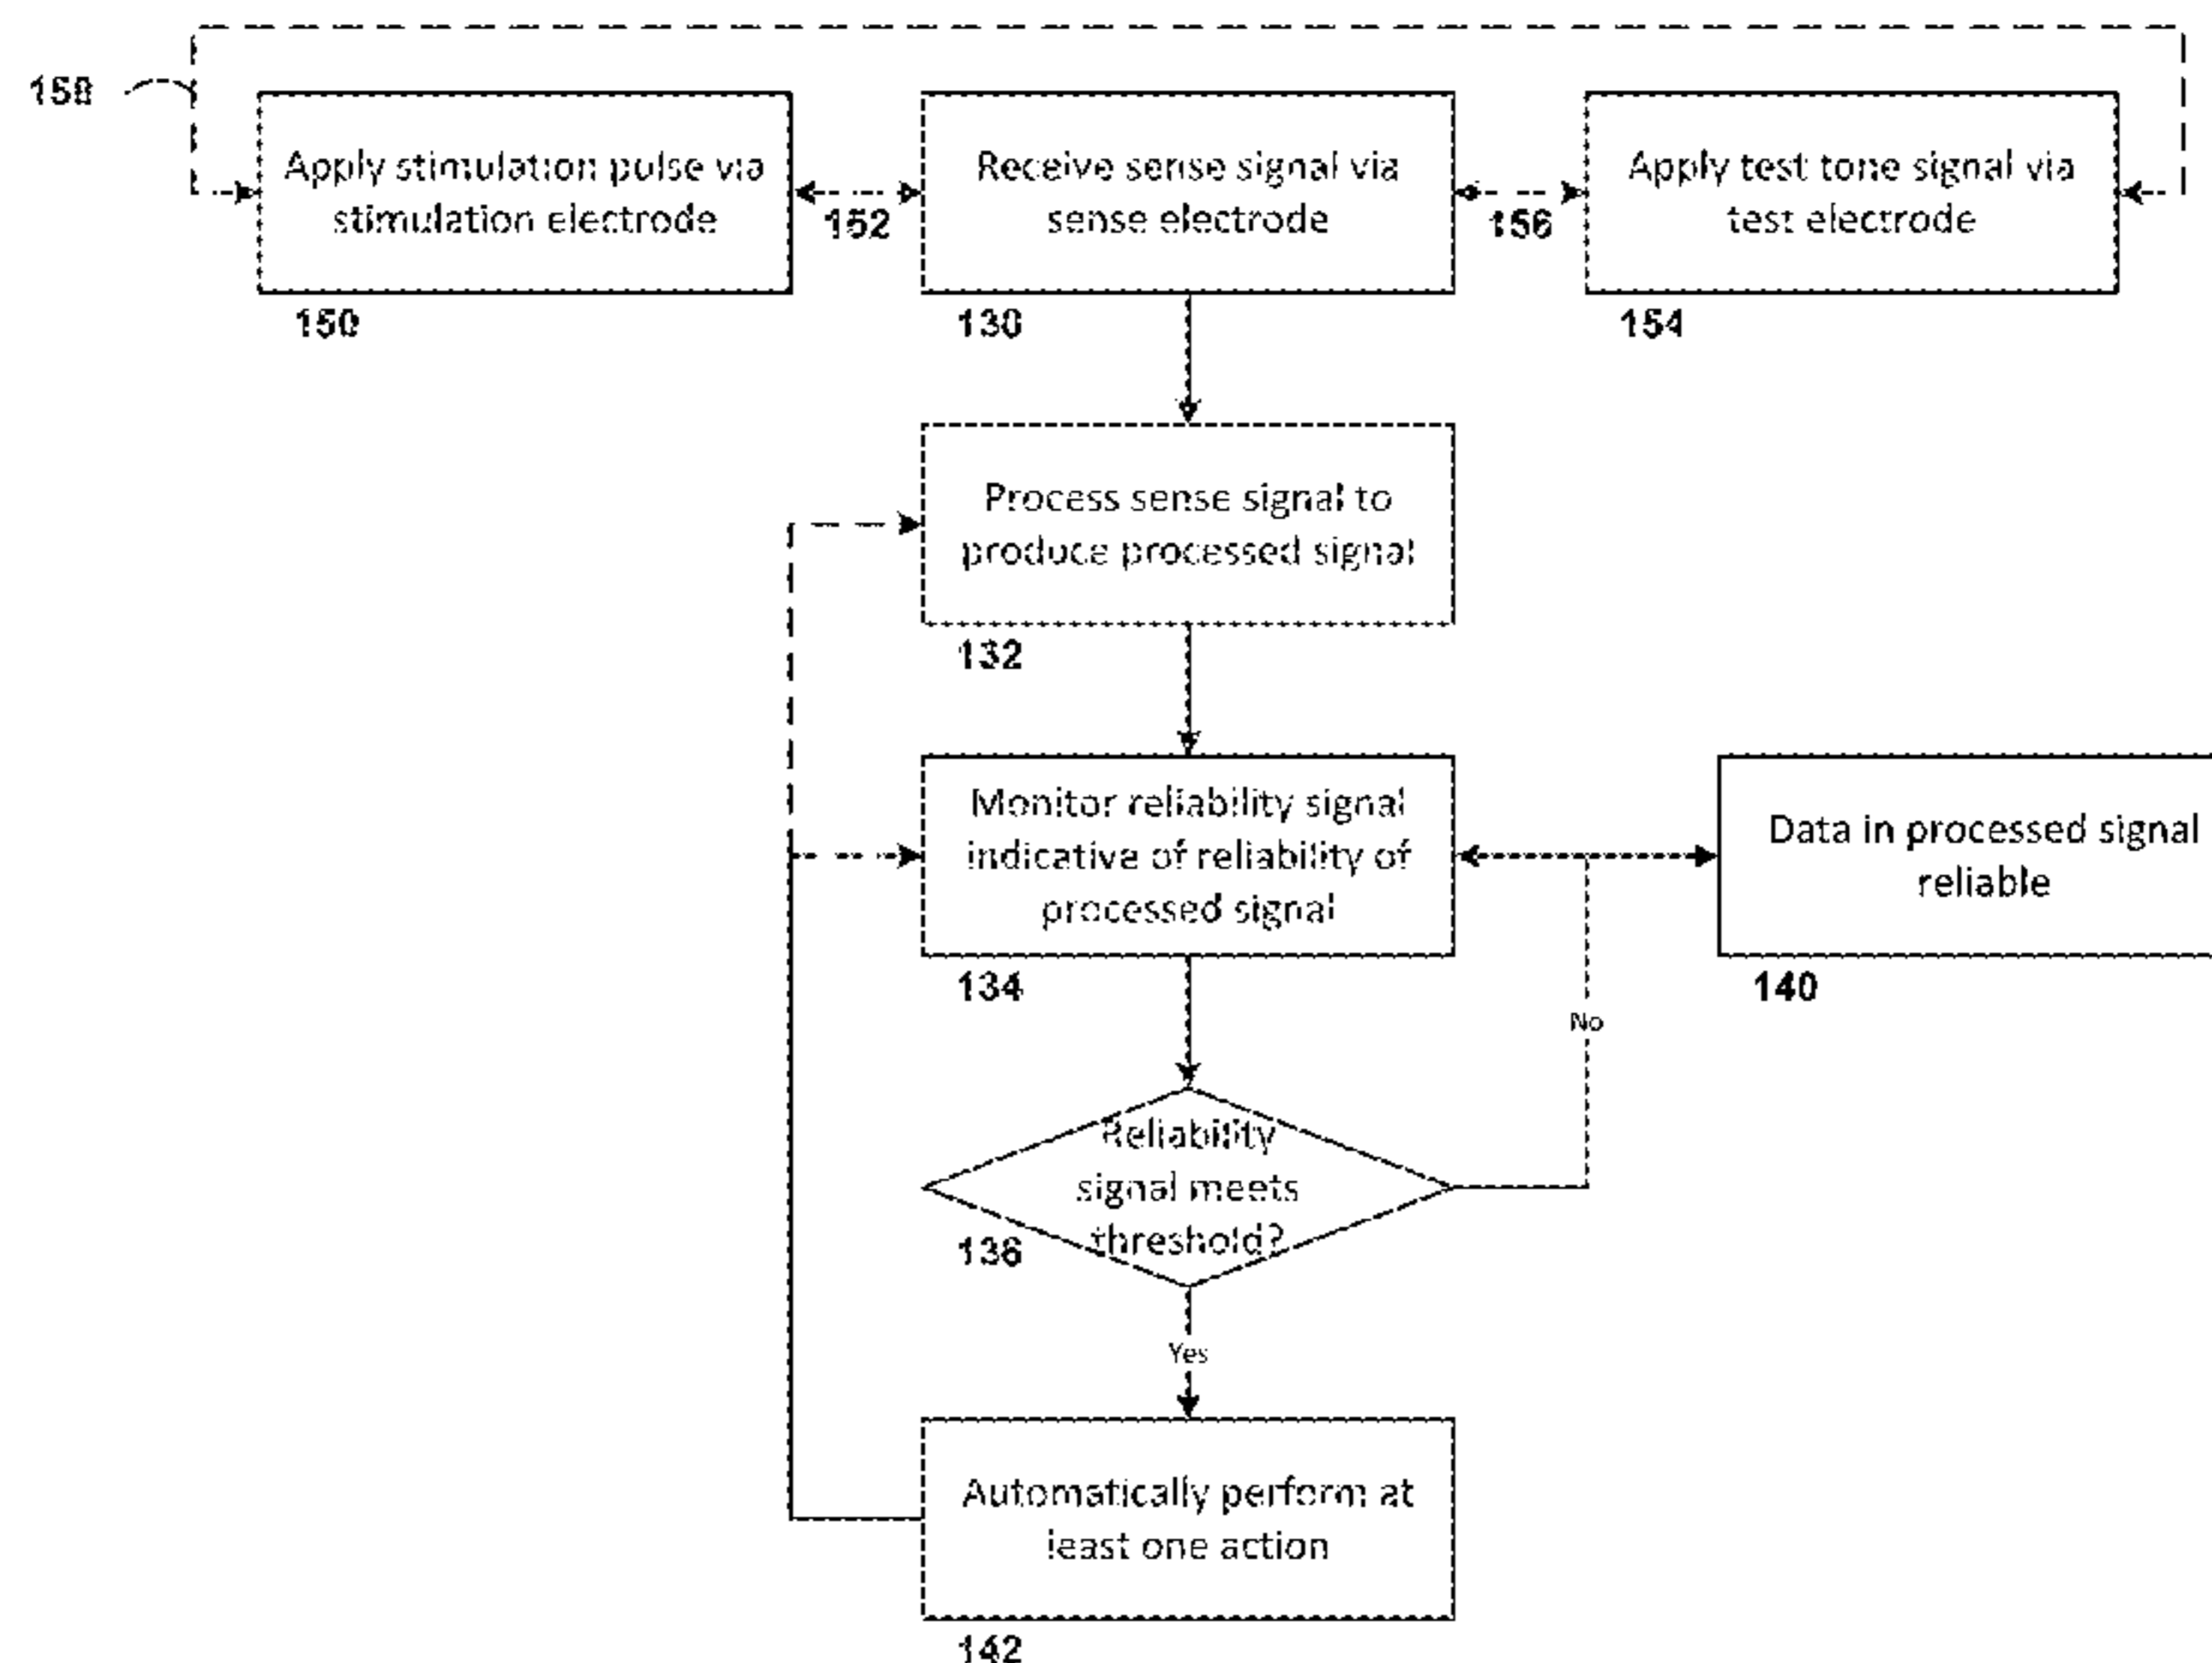 158
Apply stimulation pulse via
stimulation electrode
150
152
Receive sense signal via
sense electrode
130
156
Apply test tone signal via
test electrode
154
Process sense signal to
produce processed signal
132
Monitor reliability signal
indicative of reliability of
processed signal
134
Data in processed signal
reliable
140
No
Reliability
signal meets
threshold?
136
Yes
Automatically perform at
least one action
142